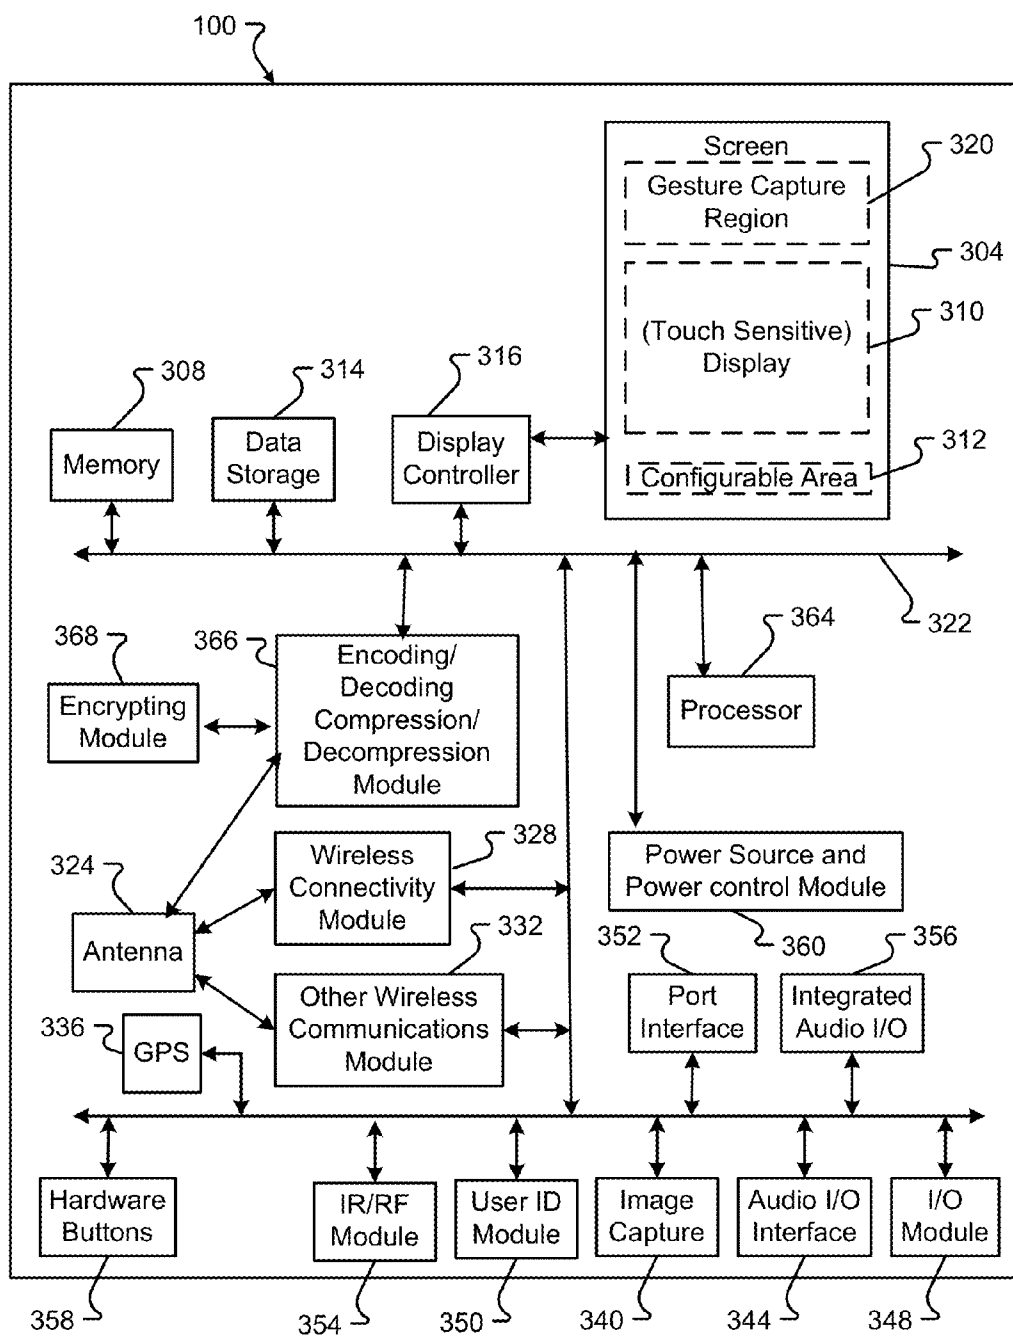 100
Screen
320
Gesture Capture
Region
304
310
(Touch Sensitive)
Display
308
314
316
Memory
Data
Storage
Display
Controller
312
Configurable Area
322
368
366
364
Encrypting
Module
Encoding/
Decoding
Compression/
Decompression
Module
Processor
328
324
Wireless
Connectivity
Module
Power Source and
Power control Module
Antenna
332
352
360
356
Other Wireless
Communications
Module
Port
Interface
Integrated
Audio I/O
336
GPS
Hardware
Buttons
IR/RF
Module
User ID
Module
Image
Capture
Audio I/O
Interface
I/O
Module
358
354
350
340
344
348